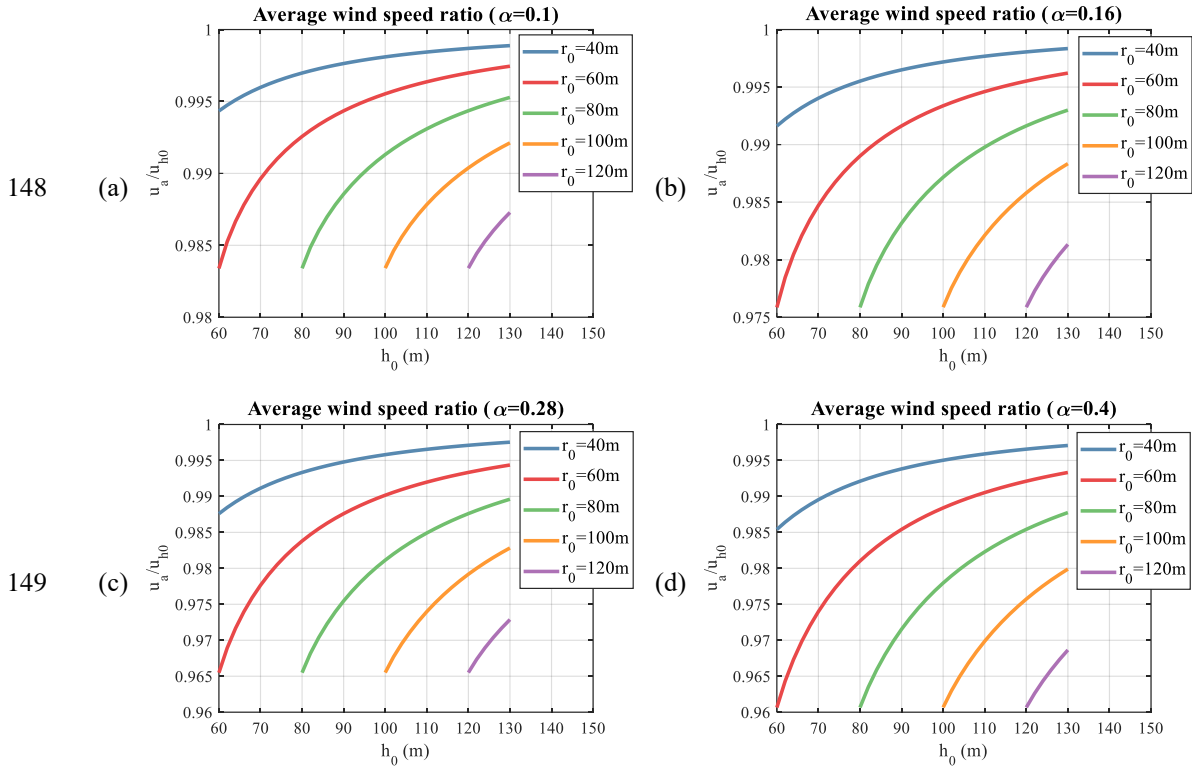 Average wind speed ratio (α=0.1)
1
0.995
0.99
0.985
0.98
u_a/u_h0
60 70 80 90 100 110 120 130 140 150
h_0 (m)
r_0=40m
r_0=60m
r_0=80m
r_0=100m
r_0=120m
148 (a)
Average wind speed ratio (α=0.16)
1
0.995
0.99
0.985
0.98
0.975
u_a/u_h0
60 70 80 90 100 110 120 130 140 150
h_0 (m)
r_0=40m
r_0=60m
r_0=80m
r_0=100m
r_0=120m
(b)
Average wind speed ratio (α=0.28)
1
0.995
0.99
0.985
0.98
0.975
0.97
0.965
0.96
u_a/u_h0
60 70 80 90 100 110 120 130 140 150
h_0 (m)
r_0=40m
r_0=60m
r_0=80m
r_0=100m
r_0=120m
149 (c)
Average wind speed ratio (α=0.4)
1
0.995
0.99
0.985
0.98
0.975
0.97
0.965
0.96
u_a/u_h0
60 70 80 90 100 110 120 130 140 150
h_0 (m)
r_0=40m
r_0=60m
r_0=80m
r_0=100m
r_0=120m
(d)